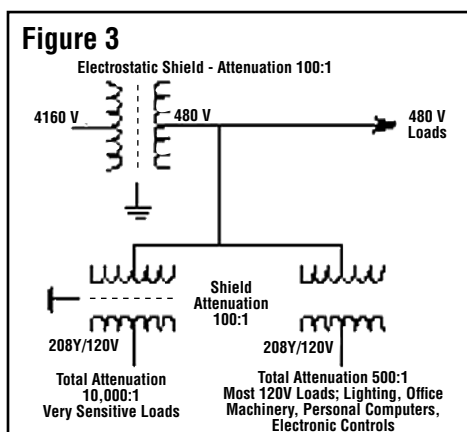 Figure 3
Electrostatic Shield - Attenuation 100:1
4160 V
480 V
480 V
Loads
Shield
Attenuation
100:1
208Y/120V
208Y/120V
Total Attenuation
10,000:1
Very Sensitive Loads
Total Attenuation 500:1
Most 120V Loads; Lighting, Office
Machinery, Personal Computers,
Electronic Controls